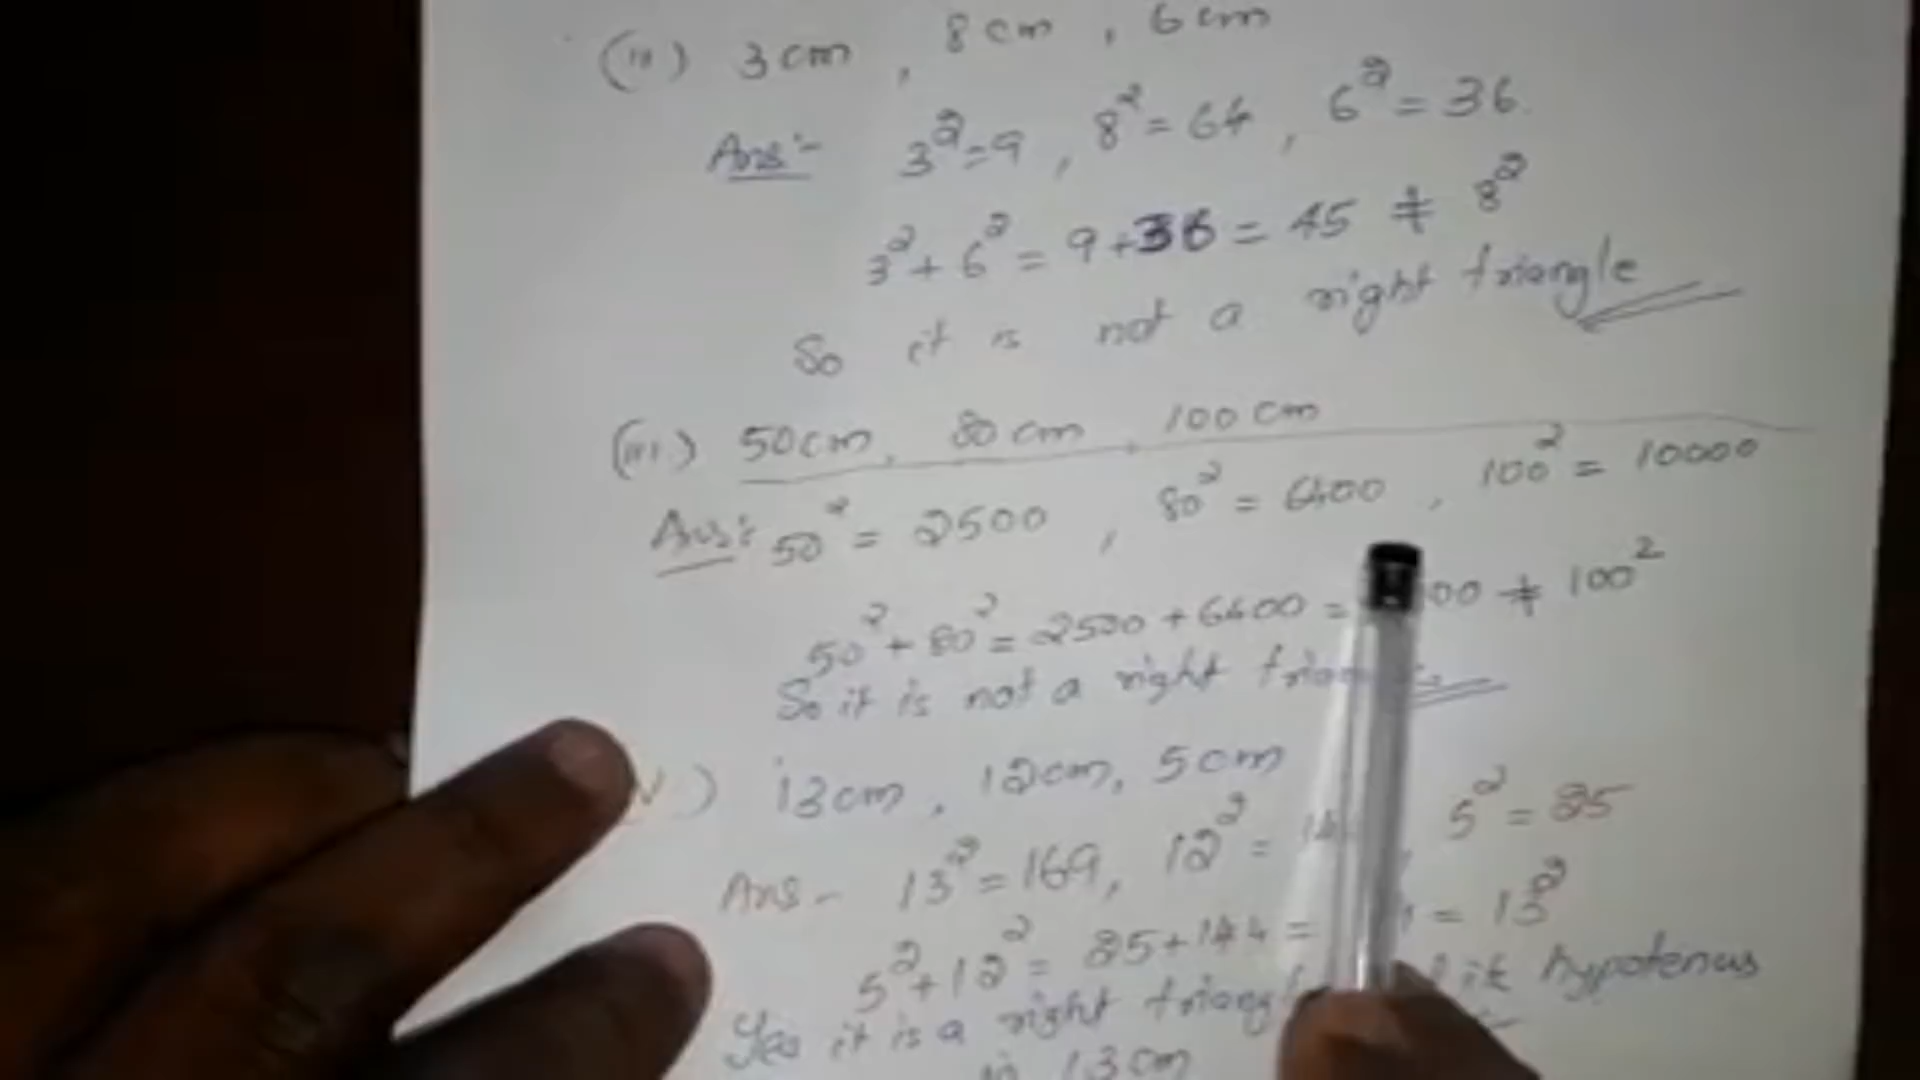 (ii) 3cm , 8cm , 6cm
Ans:- 3²=9 , 8²=64 , 6²=36.
3²+6² = 9+36 = 45 ≠ 8²
So it is not a right triangle
(iii) 50cm, 80cm, 100cm
Ans: 50² = 2500 , 80² = 6400 , 100² = 10000
50²+80² = 2500+6400 = 00 ≠ 100²
So it is not a right
) 13cm, 12cm, 5cm
Ans- 13²=169, 12² = 5² = 25
5²+12² = 25+144 = = 13²
Yes it is a right it hypotenus
is 13cm